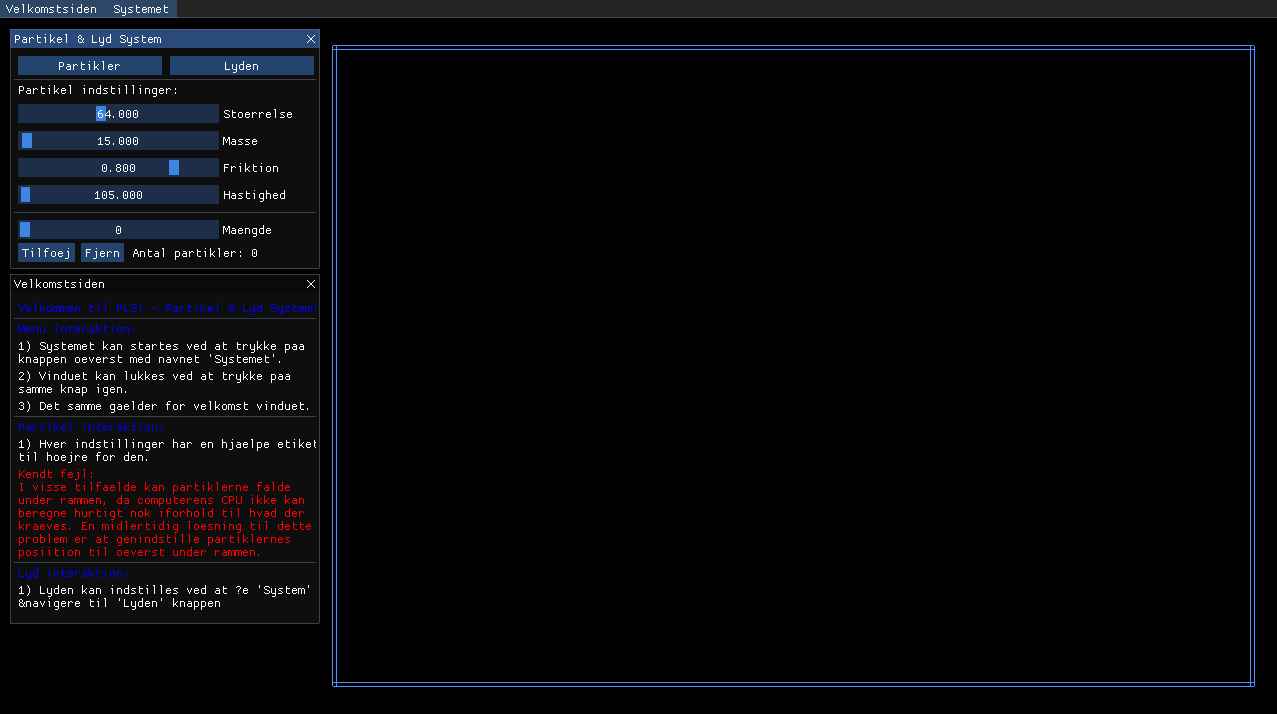 Velkomstsiden Systemet
Partikel & Lyd System
Partikler Lyden
Partikel indstillinger:
64.000 Stoerrelse
15.000 Masse
0.800 Friktion
105.000 Hastighed
0 Maengde
Tilfoej Fjern Antal partikler: 0
Velkomstsiden
Velkommen til PLS! - Partikel & Lyd System
Menu interaktion:
1) Systemet kan startes ved at trykke paa
knappen oeverst med navnet 'Systemet'.
2) Vinduet kan lukkes ved at trykke paa
samme knap igen.
3) Det samme gaelder for velkomst vinduet.
Partikel interaktion:
1) Hver indstillinger har en hjaelpe etiket
til hoejre for den.
Kendt fejl:
I visse tilfaelde kan partiklerne falde
under rammen, da computerens CPU ikke kan
beregne hurtigt nok iforhold til hvad der
kraeves. En midlertidig loesning til dette
problem er at genindstille partiklernes
posiition til oeverst under rammen.
Lyd interaktion:
1) Lyden kan indstilles ved at ?e 'System'
&navigere til 'Lyden' knappen